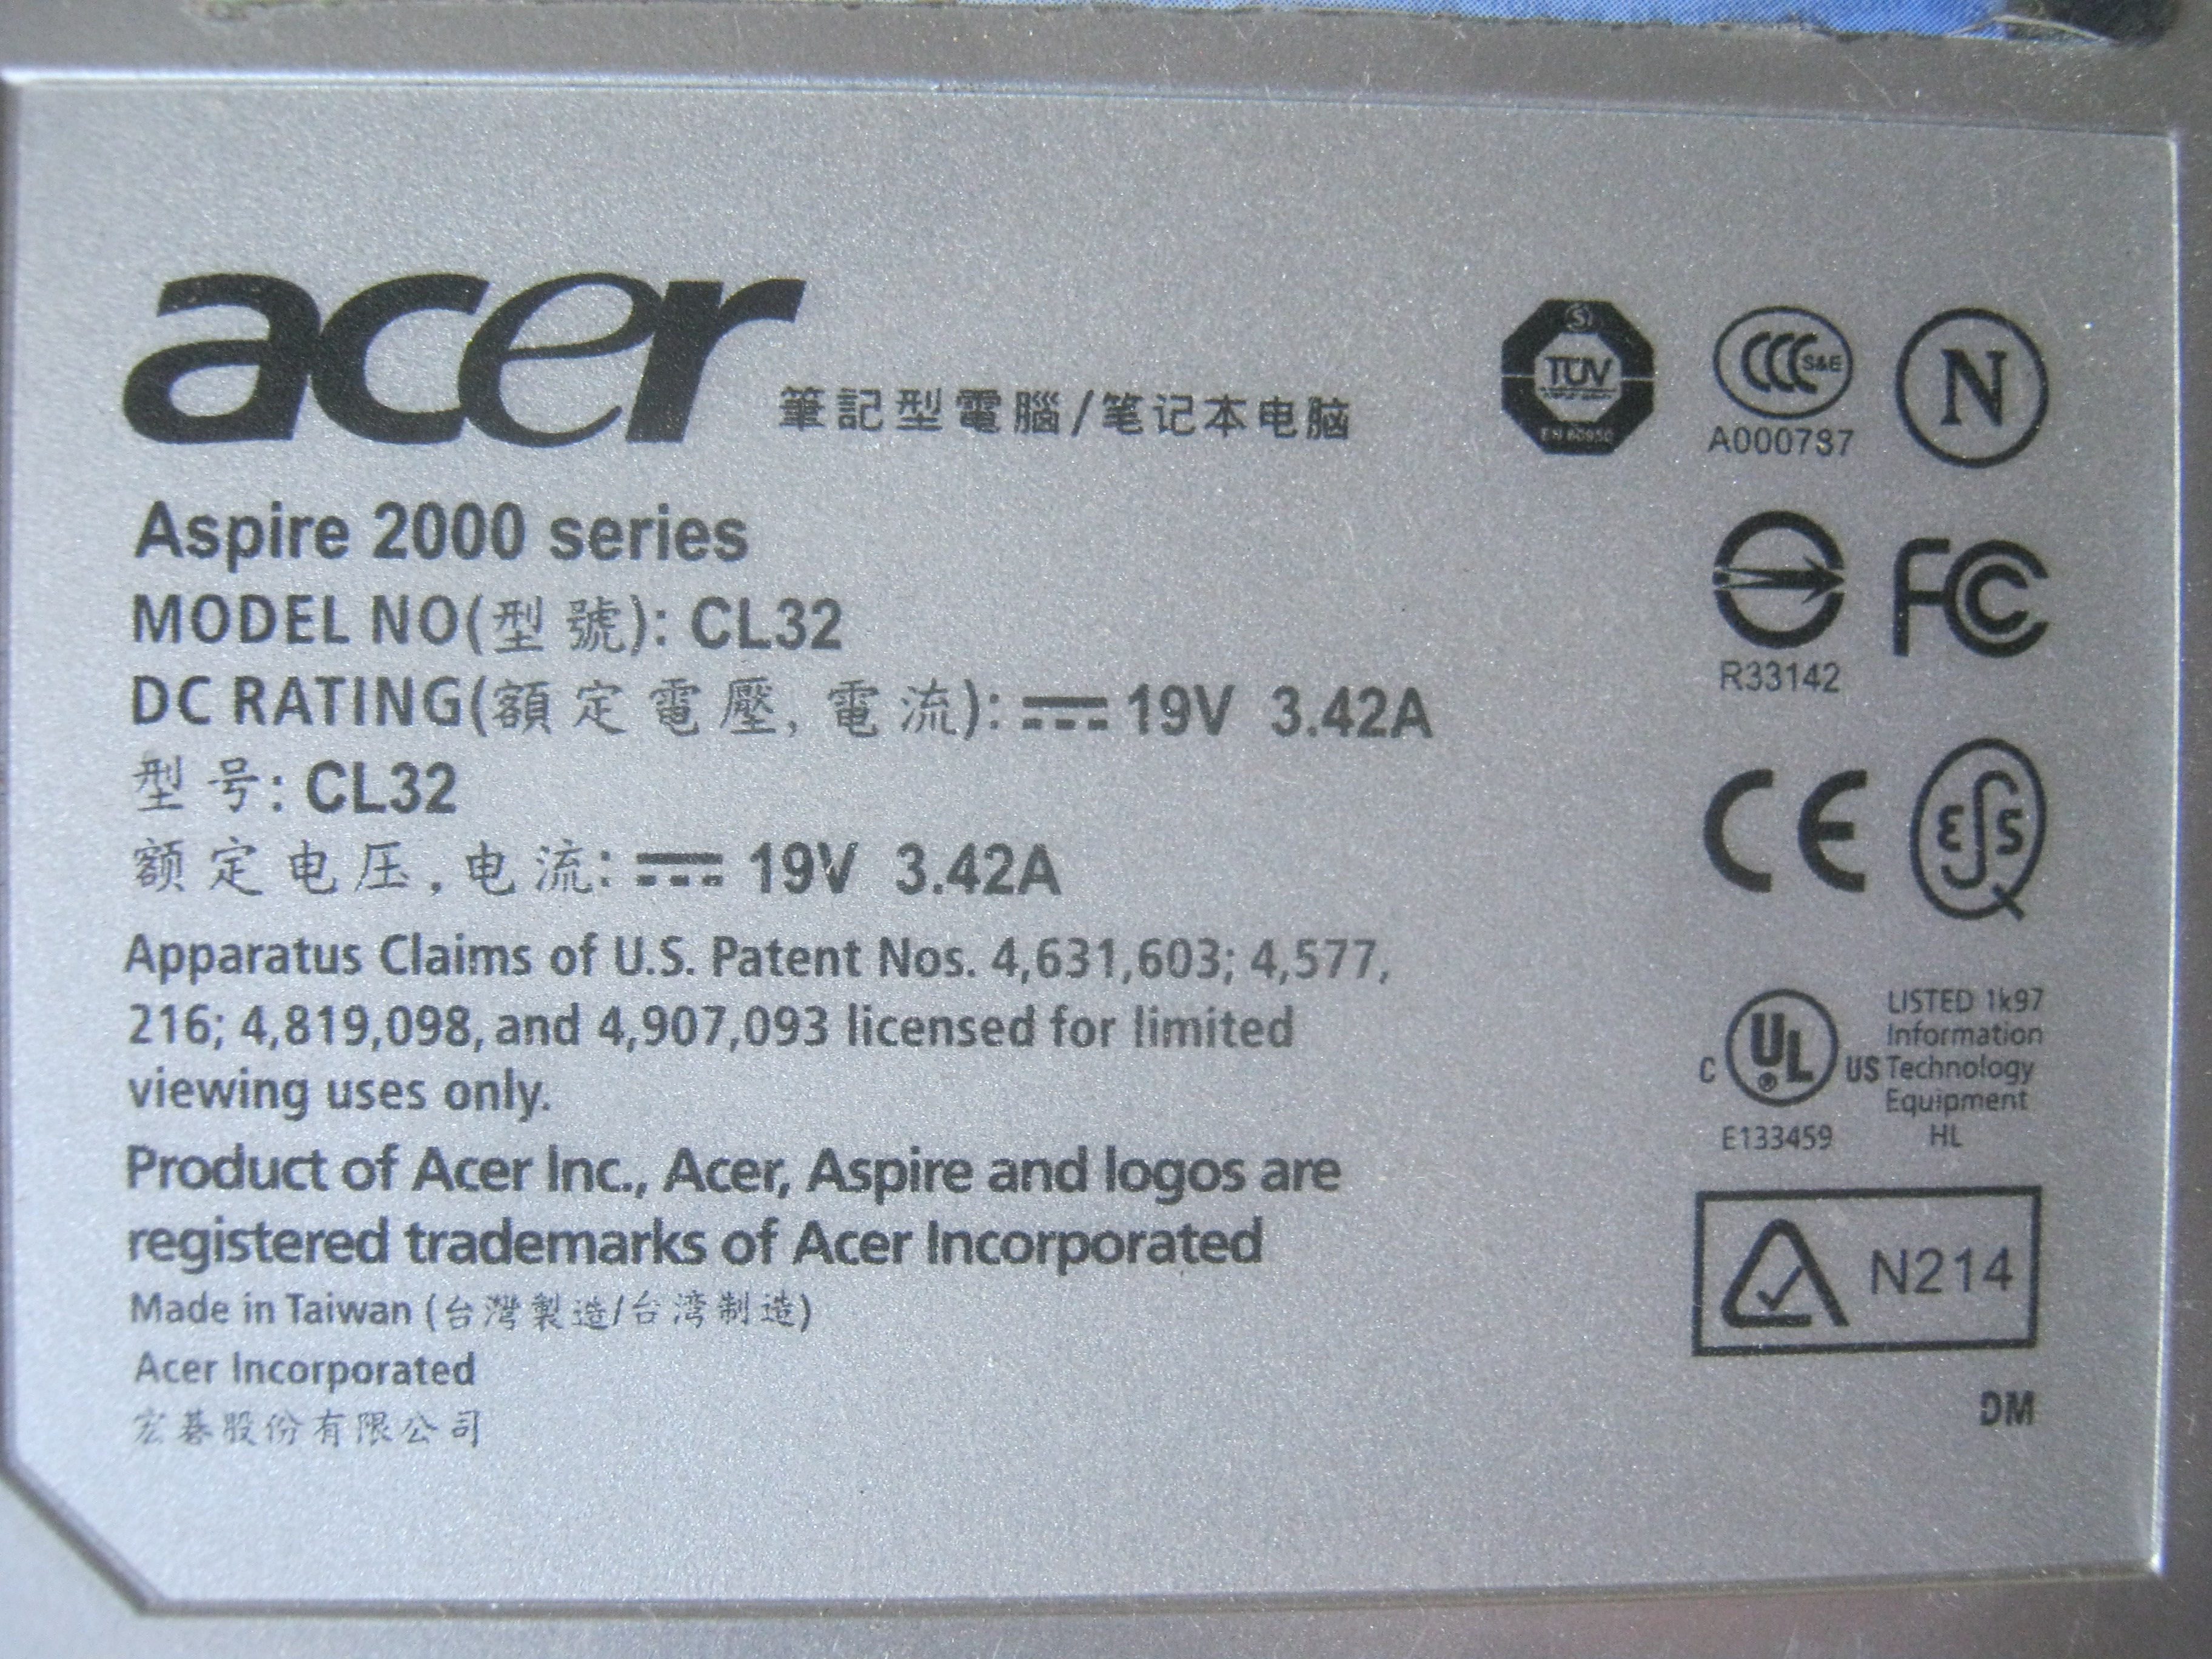 acer 筆記型電腦/笔记本电脑
Aspire 2000 series
MODEL NO(型號): CL32
DC RATING(額定電壓, 電流): 19V 3.42A
型号: CL32
额定电压, 电流: 19V 3.42A
Apparatus Claims of U.S. Patent Nos. 4,631,603; 4,577,
216; 4,819,098, and 4,907,093 licensed for limited
viewing uses only.
Product of Acer Inc., Acer, Aspire and logos are
registered trademarks of Acer Incorporated
Made in Taiwan (台灣製造/台湾制造)
Acer Incorporated
宏碁股份有限公司
S
TÜV
EN 60950
CCC S&E
A000787
N
R33142
FC
CE
ESQ
C UL ® US
E133459
LISTED 1k97
Information
Technology
Equipment
HL
N214
DM